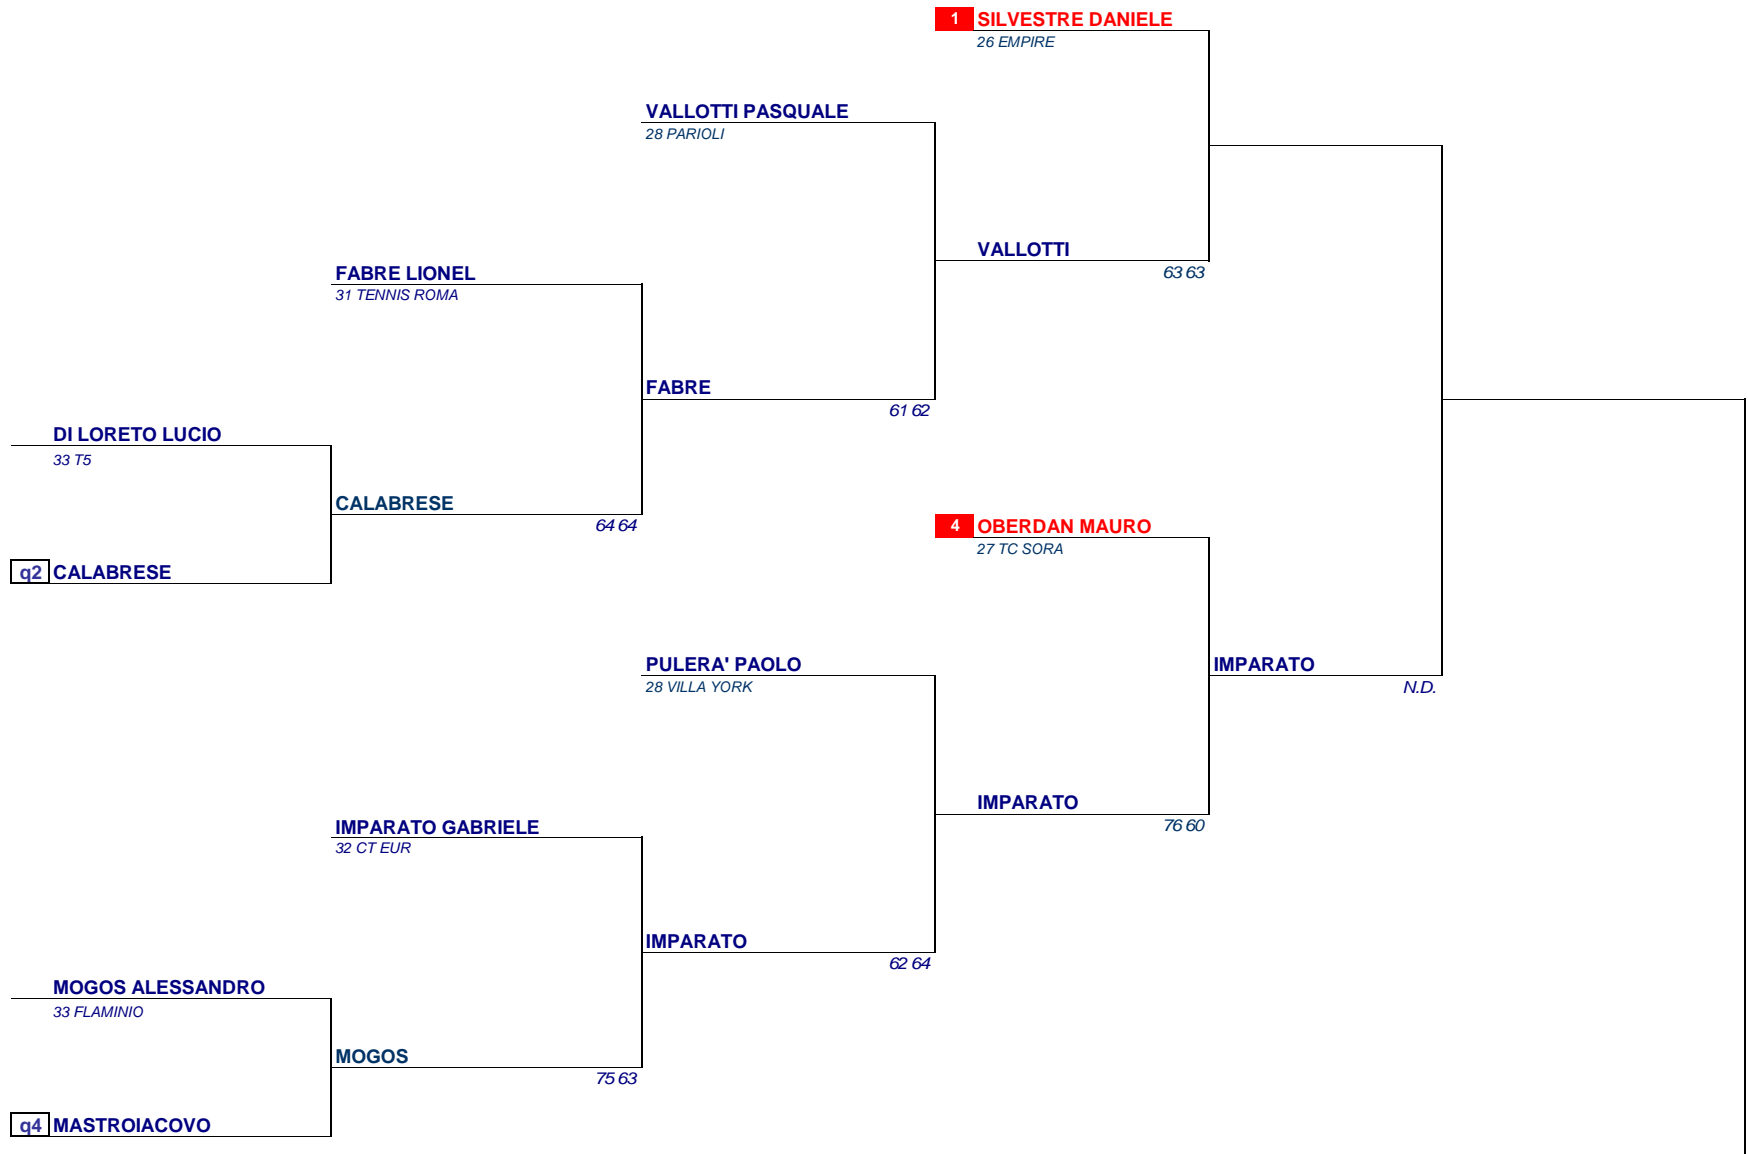 1 SILVESTRE DANIELE
26 EMPIRE
VALLOTTI PASQUALE
28 PARIOLI
VALLOTTI
63 63
FABRE LIONEL
31 TENNIS ROMA
FABRE
61 62
DI LORETO LUCIO
33 T5
CALABRESE
64 64
4 OBERDAN MAURO
27 TC SORA
q2 CALABRESE
PULERA' PAOLO
28 VILLA YORK
IMPARATO
N.D.
IMPARATO
76 60
IMPARATO GABRIELE
32 CT EUR
IMPARATO
62 64
MOGOS ALESSANDRO
33 FLAMINIO
MOGOS
75 63
q4 MASTROIACOVO